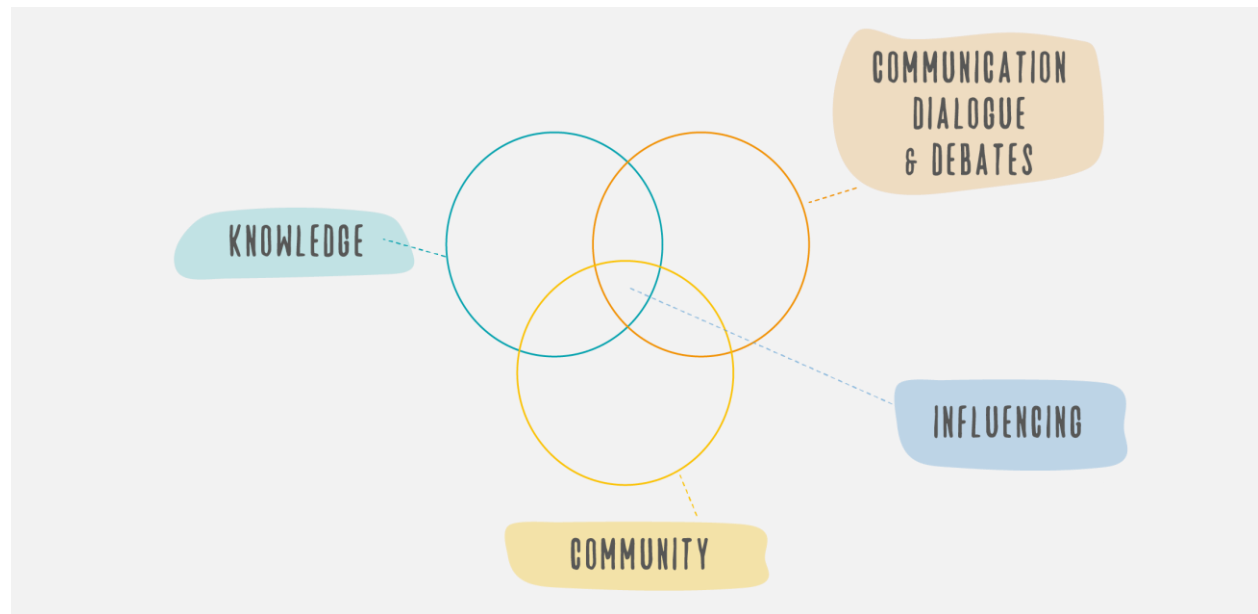 COMMUNICATION
DIALOGUE
& DEBATES
KNOWLEDGE
INFLUENCING
COMMUNITY